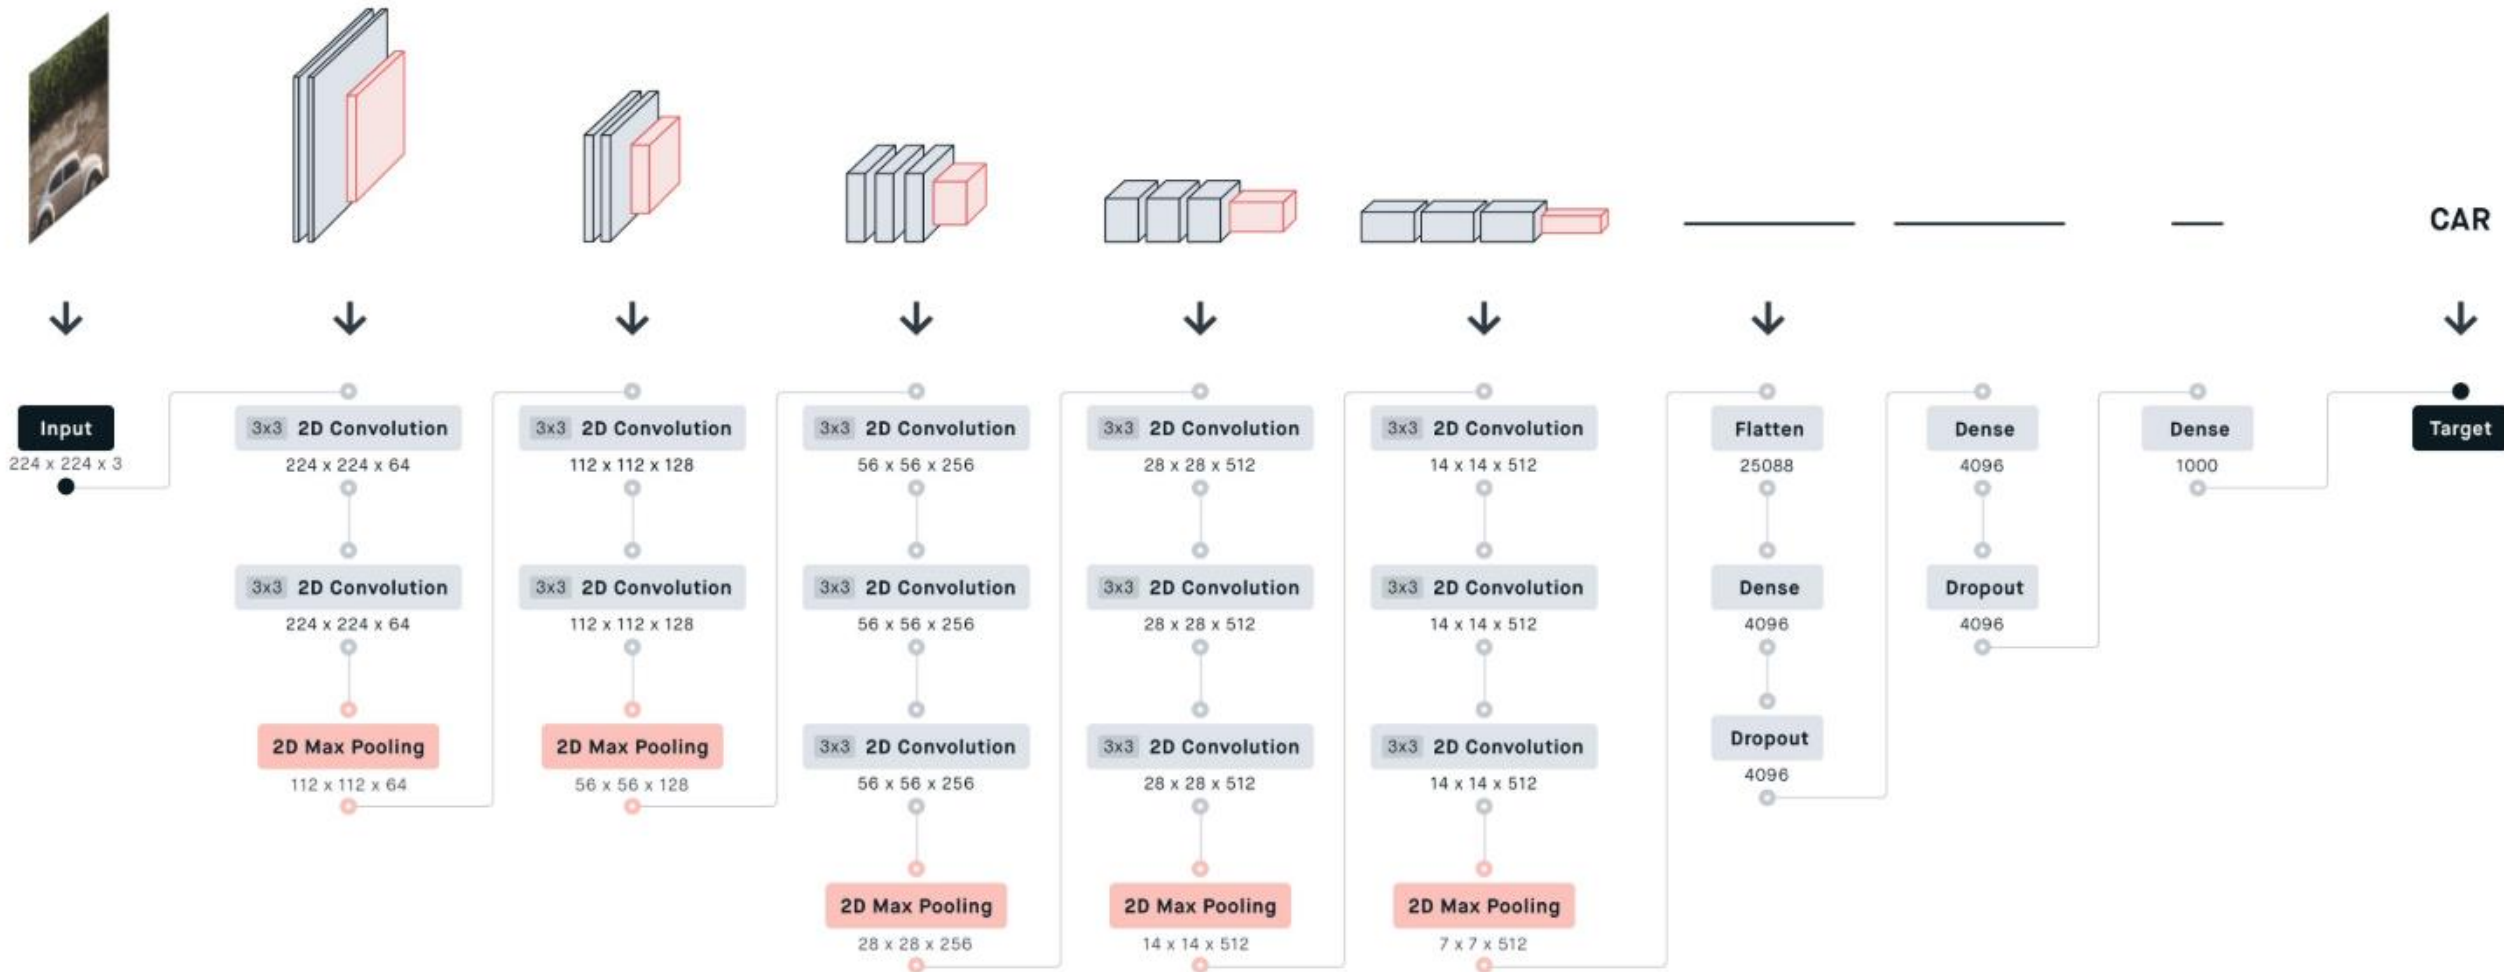 CAR
Input
224 x 224 x 3
3x3 2D Convolution
224 x 224 x 64
3x3 2D Convolution
224 x 224 x 64
2D Max Pooling
112 x 112 x 64
3x3 2D Convolution
112 x 112 x 128
3x3 2D Convolution
112 x 112 x 128
2D Max Pooling
56 x 56 x 128
3x3 2D Convolution
56 x 56 x 256
3x3 2D Convolution
56 x 56 x 256
3x3 2D Convolution
56 x 56 x 256
2D Max Pooling
28 x 28 x 256
3x3 2D Convolution
28 x 28 x 512
3x3 2D Convolution
28 x 28 x 512
3x3 2D Convolution
28 x 28 x 512
2D Max Pooling
14 x 14 x 512
3x3 2D Convolution
14 x 14 x 512
3x3 2D Convolution
14 x 14 x 512
3x3 2D Convolution
14 x 14 x 512
2D Max Pooling
7 x 7 x 512
Flatten
25088
Dense
4096
Dropout
4096
Dense
4096
Dropout
4096
Dense
1000
Target